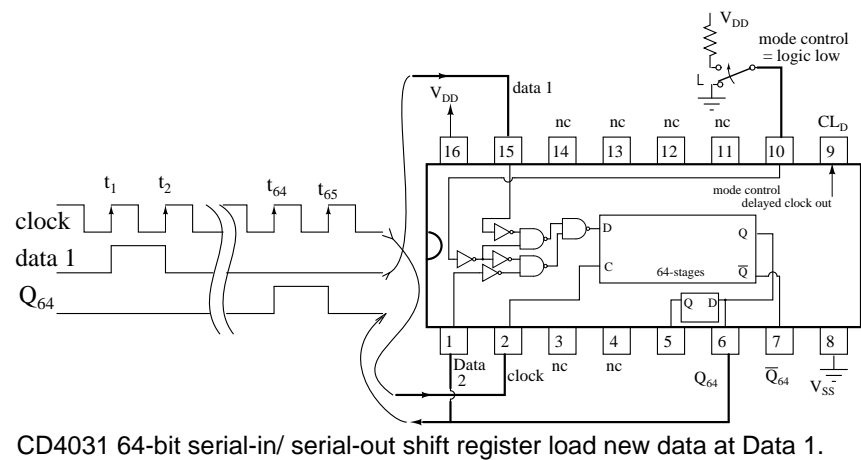 V_DD
mode control
= logic low
L
data 1
V_DD
nc
nc
nc
nc
CL_D
16
15
14
13
12
11
10
9
t_1
t_2
t_64
t_65
mode control
delayed clock out
clock
data 1
Q_64
D
Q
C
64-stages
Q̅
Q
D
1
2
3
4
5
6
7
8
Data
2
clock
nc
nc
Q_64
Q̅_64
V_SS
CD4031 64-bit serial-in/ serial-out shift register load new data at Data 1.